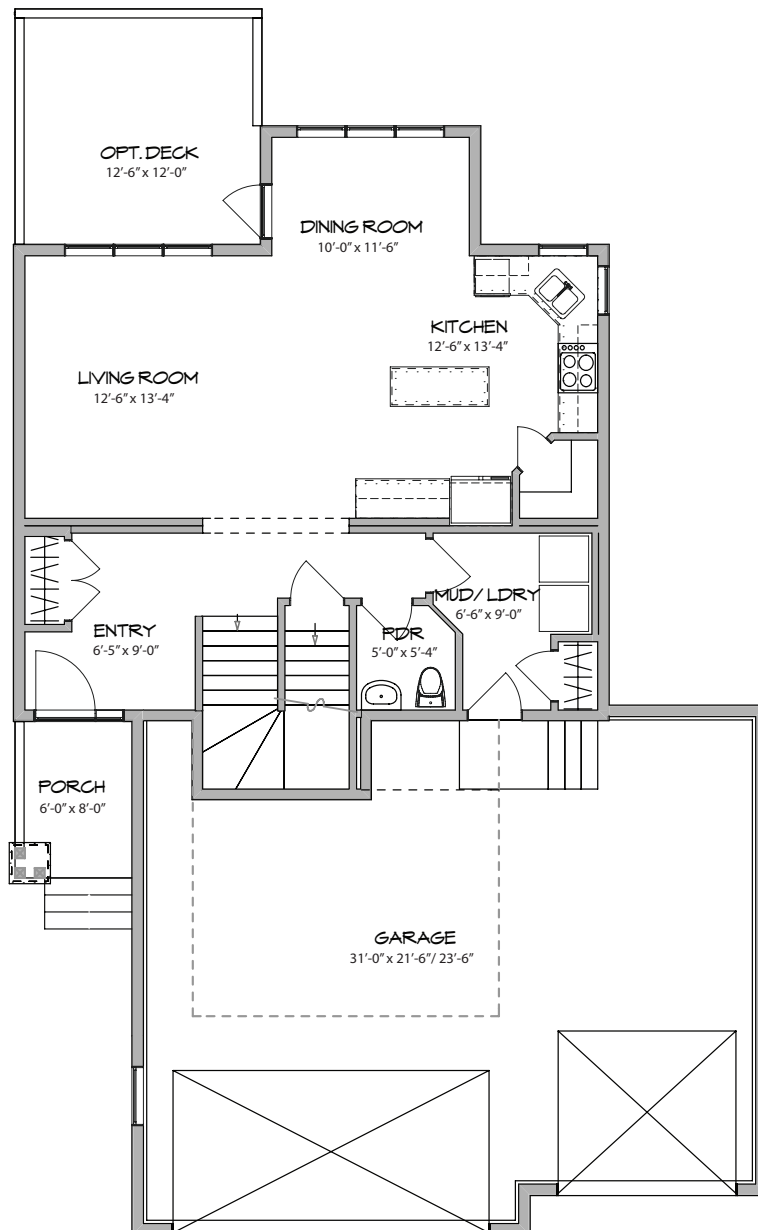 OPT. DECK
12'-6" x 12'-0"
DINING ROOM
10'-0" x 11'-6"
KITCHEN
12'-6" x 13'-4"
LIVING ROOM
12'-6" x 13'-4"
MUD/ LDRY
6'-6" x 9'-0"
ENTRY
6'-5" x 9'-0"
PDR
5'-0" x 5'-4"
PORCH
6'-0" x 8'-0"
GARAGE
31'-0" x 21'-6"/ 23'-6"